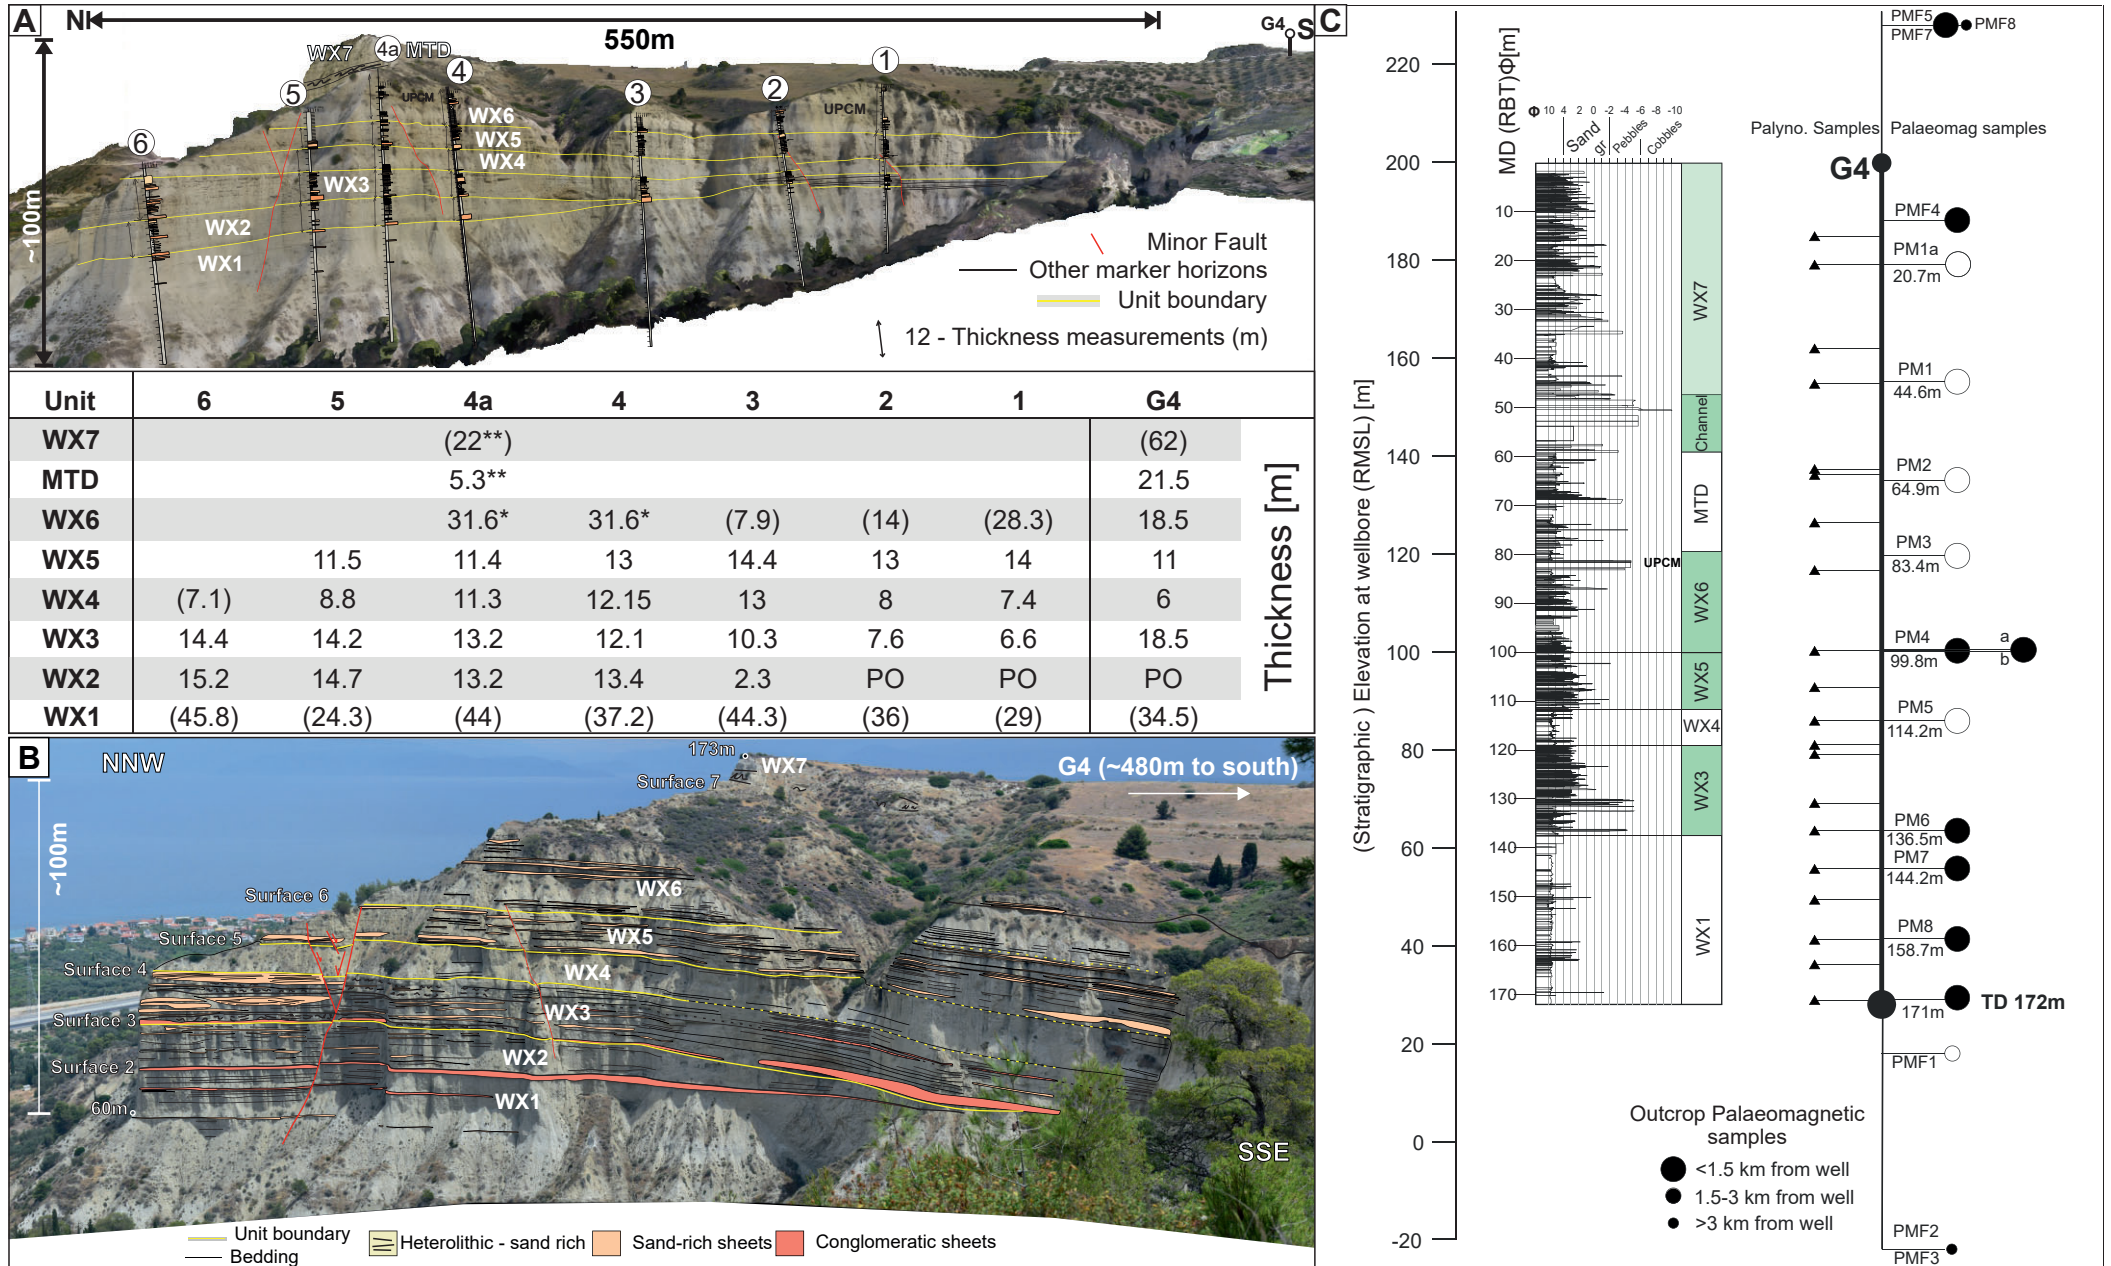 A
N
550m
G4
S
~100m
WX7
4a
MTD
UPCM
1
2
3
4
5
6
UPCM
WX6
WX5
WX4
WX3
WX2
WX1
Minor Fault
Other marker horizons
Unit boundary
12 - Thickness measurements (m)
Unit 6 5 4a 4 3 2 1 G4
WX7 (22**) (62)
MTD 5.3** 21.5
WX6 31.6* 31.6* (7.9) (14) (28.3) 18.5
WX5 11.5 11.4 13 14.4 13 14 11
WX4 (7.1) 8.8 11.3 12.15 13 8 7.4 6
WX3 14.4 14.2 13.2 12.1 10.3 7.6 6.6 18.5
WX2 15.2 14.7 13.2 13.4 2.3 PO PO PO
WX1 (45.8) (24.3) (44) (37.2) (44.3) (36) (29) (34.5)
Thickness [m]
B
NNW
173m
WX7
Surface 7
G4 (~480m to south)
~100m
Surface 6
WX6
Surface 5
WX5
Surface 4
WX4
WX3
Surface 3
WX2
Surface 2
WX1
60m
SSE
Unit boundary
Bedding
Heterolithic - sand rich
Sand-rich sheets
Conglomeratic sheets
C
(Stratigraphic ) Elevation at wellbore (RMSL) [m]
220
200
180
160
140
120
100
80
60
40
20
0
-20
MD (RBT)Φ[m]
Φ 10 4 2 0 -2 -4 -6 -8 -10
Sand
gr
Pebbles
Cobbles
10
20
30
40
50
60
70
80
90
100
110
120
130
140
150
160
170
WX7
Channel
MTD
UPCM
WX6
WX5
WX4
WX3
WX1
Palyno. Samples
Palaeomag samples
PMF5
PMF7
PMF8
G4
PMF4
PM1a
20.7m
PM1
44.6m
PM2
64.9m
PM3
83.4m
PM4
99.8m
a
b
PM5
114.2m
PM6
136.5m
PM7
144.2m
PM8
158.7m
171m
TD 172m
PMF1
PMF2
PMF3
Outcrop Palaeomagnetic
samples
<1.5 km from well
1.5-3 km from well
>3 km from well